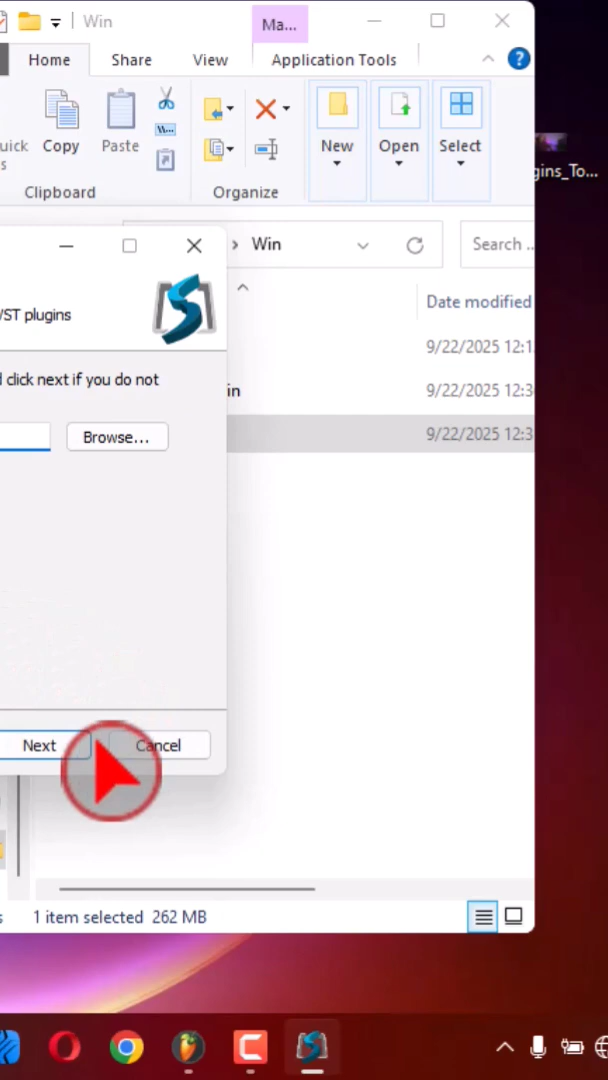 Win
Ma...
Home
Share
View
Application Tools
Copy
Paste
New
Open
Select
Clipboard
Organize
Win
Search ...
Date modified
/ST plugins
9/22/2025 12:1
click next if you do not
in
9/22/2025 12:3
Browse...
9/22/2025 12:3
Next
Cancel
1 item selected 262 MB
gins_To...